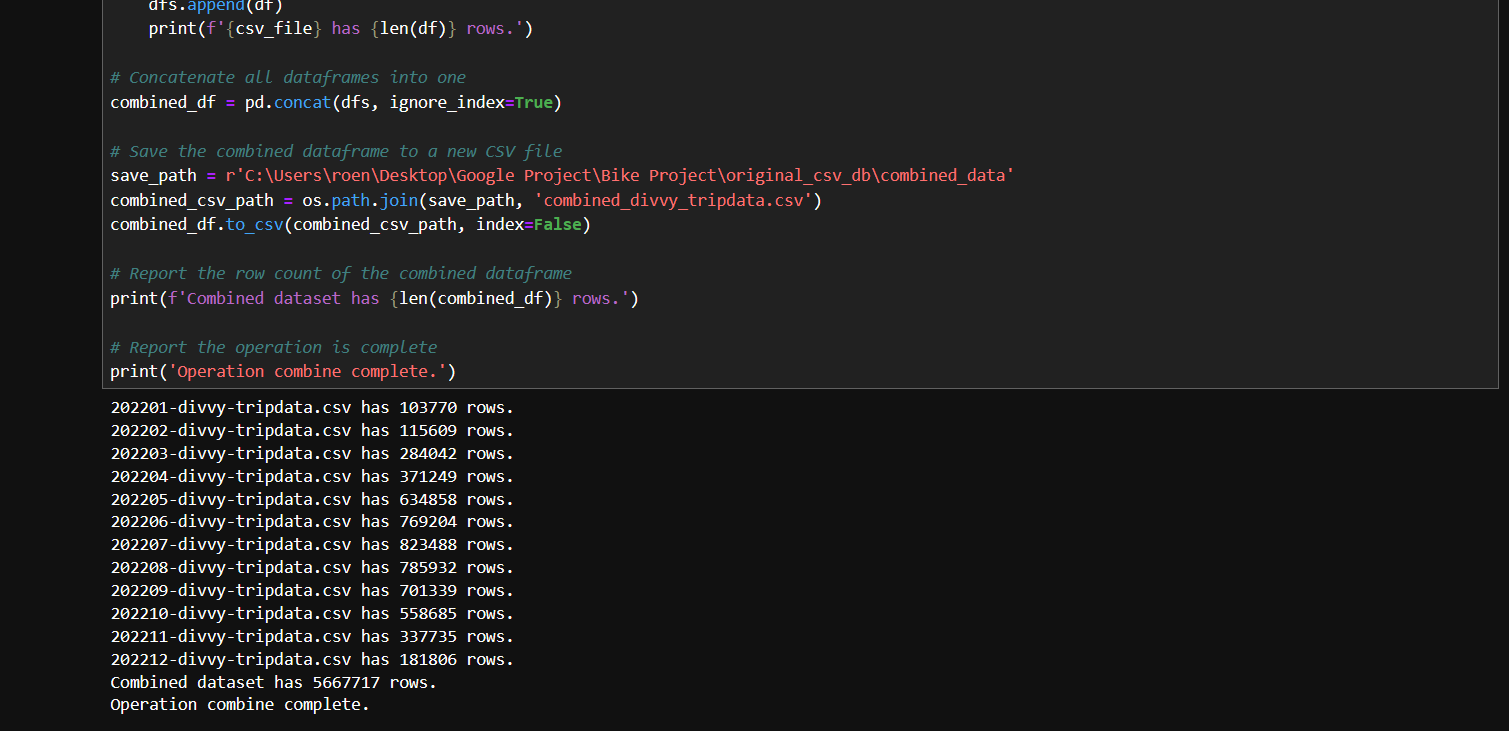 dfs.append(df)
print(f'{csv_file} has {len(df)} rows.')
# Concatenate all dataframes into one
combined_df = pd.concat(dfs, ignore_index=True)
# Save the combined dataframe to a new CSV file
save_path = r'C:\Users\roen\Desktop\Google Project\Bike Project\original_csv_db\combined_data'
combined_csv_path = os.path.join(save_path, 'combined_divvy_tripdata.csv')
combined_df.to_csv(combined_csv_path, index=False)
# Report the row count of the combined dataframe
print(f'Combined dataset has {len(combined_df)} rows.')
# Report the operation is complete
print('Operation combine complete.')
202201-divvy-tripdata.csv has 103770 rows.
202202-divvy-tripdata.csv has 115609 rows.
202203-divvy-tripdata.csv has 284042 rows.
202204-divvy-tripdata.csv has 371249 rows.
202205-divvy-tripdata.csv has 634858 rows.
202206-divvy-tripdata.csv has 769204 rows.
202207-divvy-tripdata.csv has 823488 rows.
202208-divvy-tripdata.csv has 785932 rows.
202209-divvy-tripdata.csv has 701339 rows.
202210-divvy-tripdata.csv has 558685 rows.
202211-divvy-tripdata.csv has 337735 rows.
202212-divvy-tripdata.csv has 181806 rows.
Combined dataset has 5667717 rows.
Operation combine complete.